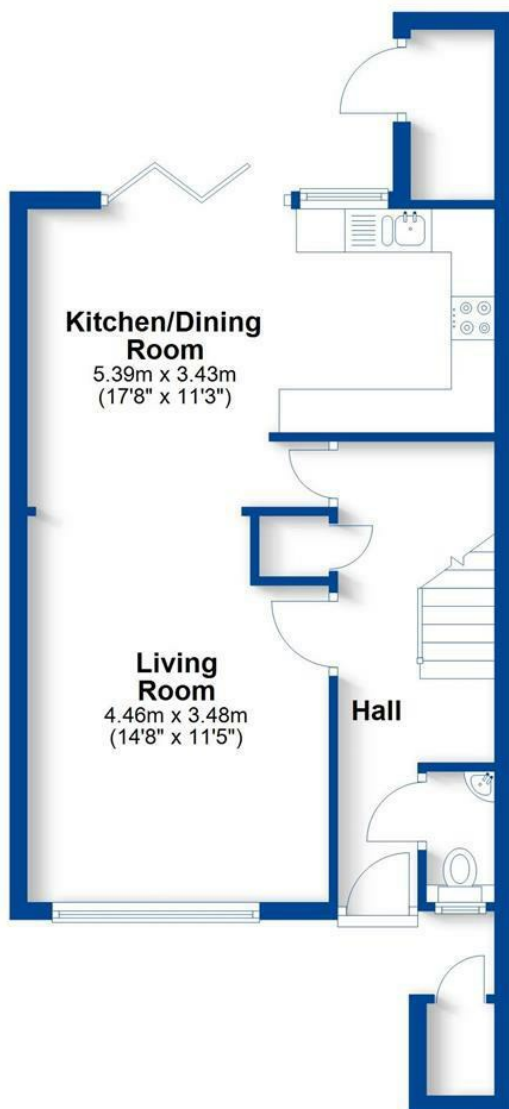 Kitchen/Dining
Room
5.39m x 3.43m
(17'8" x 11'3")
Living
Room
4.46m x 3.48m
(14'8" x 11'5")
Hall